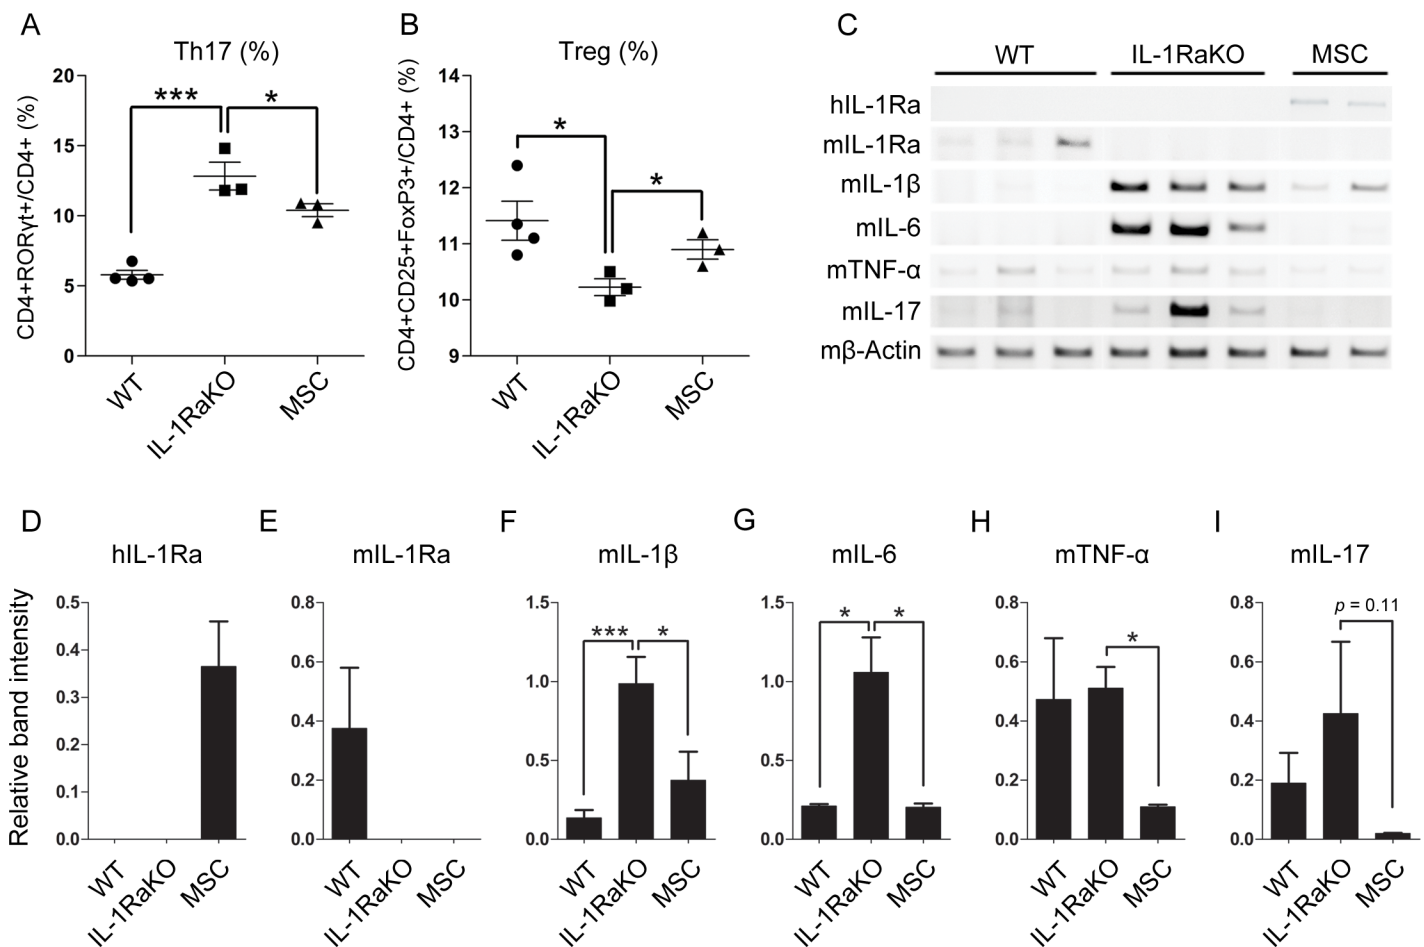 A
Th17 (%)
CD4+RORγt+/CD4+ (%)
20
15
10
5
0
***
*
WT
IL-1RaKO
MSC
B
Treg (%)
CD4+CD25+FoxP3+/CD4+ (%)
14
13
12
11
10
9
*
*
WT
IL-1RaKO
MSC
C
WT IL-1RaKO MSC
hIL-1Ra
mIL-1Ra
mIL-1β
mIL-6
mTNF-α
mIL-17
mβ-Actin
Relative band intensity
D
hIL-1Ra
0.5
0.4
0.3
0.2
0.1
0.0
WT
IL-1RaKO
MSC
E
mIL-1Ra
0.8
0.6
0.4
0.2
0.0
WT
IL-1RaKO
MSC
F
mIL-1β
1.5
1.0
0.5
0.0
***
*
WT
IL-1RaKO
MSC
G
mIL-6
1.5
1.0
0.5
0.0
*
*
WT
IL-1RaKO
MSC
H
mTNF-α
0.8
0.6
0.4
0.2
0.0
*
WT
IL-1RaKO
MSC
I
mIL-17
0.8
0.6
0.4
0.2
0.0
p = 0.11
WT
IL-1RaKO
MSC